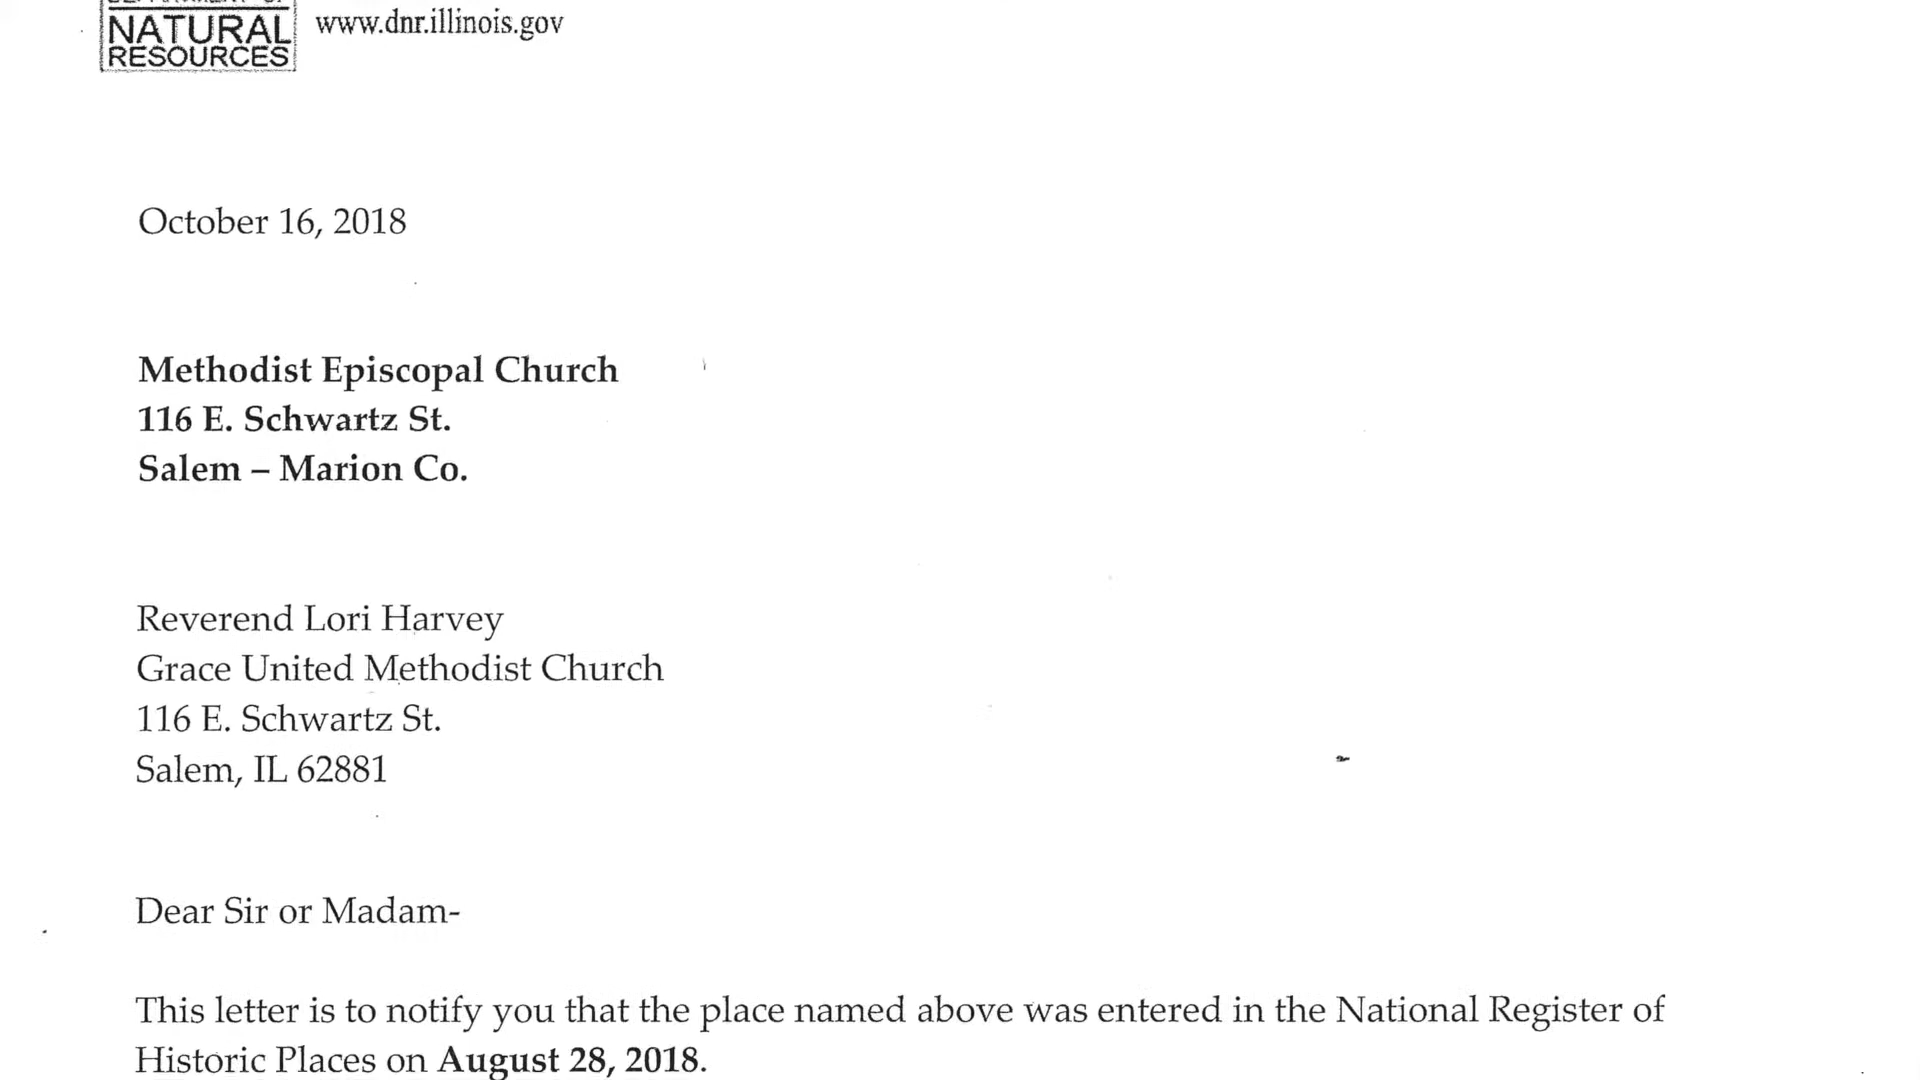 NATURAL
RESOURCES
www.dnr.illinois.gov
October 16, 2018
Methodist Episcopal Church
116 E. Schwartz St.
Salem – Marion Co.
Reverend Lori Harvey
Grace United Methodist Church
116 E. Schwartz St.
Salem, IL 62881
Dear Sir or Madam-
This letter is to notify you that the place named above was entered in the National Register of
Historic Places on August 28, 2018.